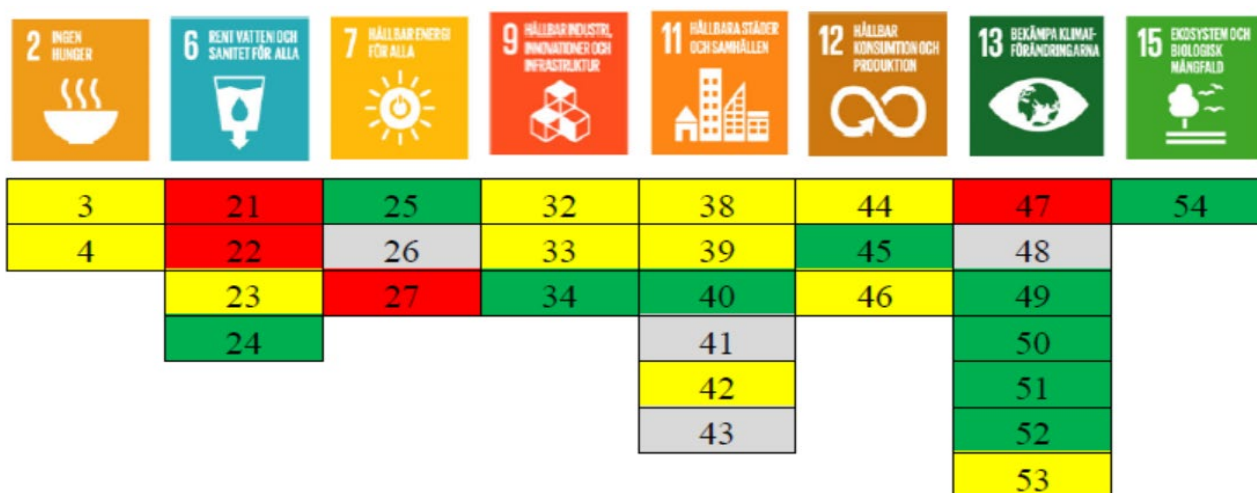 2 INGEN
HUNGER
6 RENT VATTEN OCH
SANITET FÖR ALLA
7 HÅLLBAR ENERGI
FÖR ALLA
9 HÅLLBAR INDUSTRI,
INNOVATIONER OCH
INFRASTRUKTUR
11 HÅLLBARA STÄDER
OCH SAMHÄLLEN
12 HÅLLBAR
KONSUMTION OCH
PRODUKTION
13 BEKÄMPA KLIMAT-
FÖRÄNDRINGARNA
15 EKOSYSTEM OCH
BIOLOGISK
MÅNGFALD
3 21 25 32 38 44 47 54
4 22 26 33 39 45 48
23 27 34 40 46 49
24 41 50
42 51
43 52
53